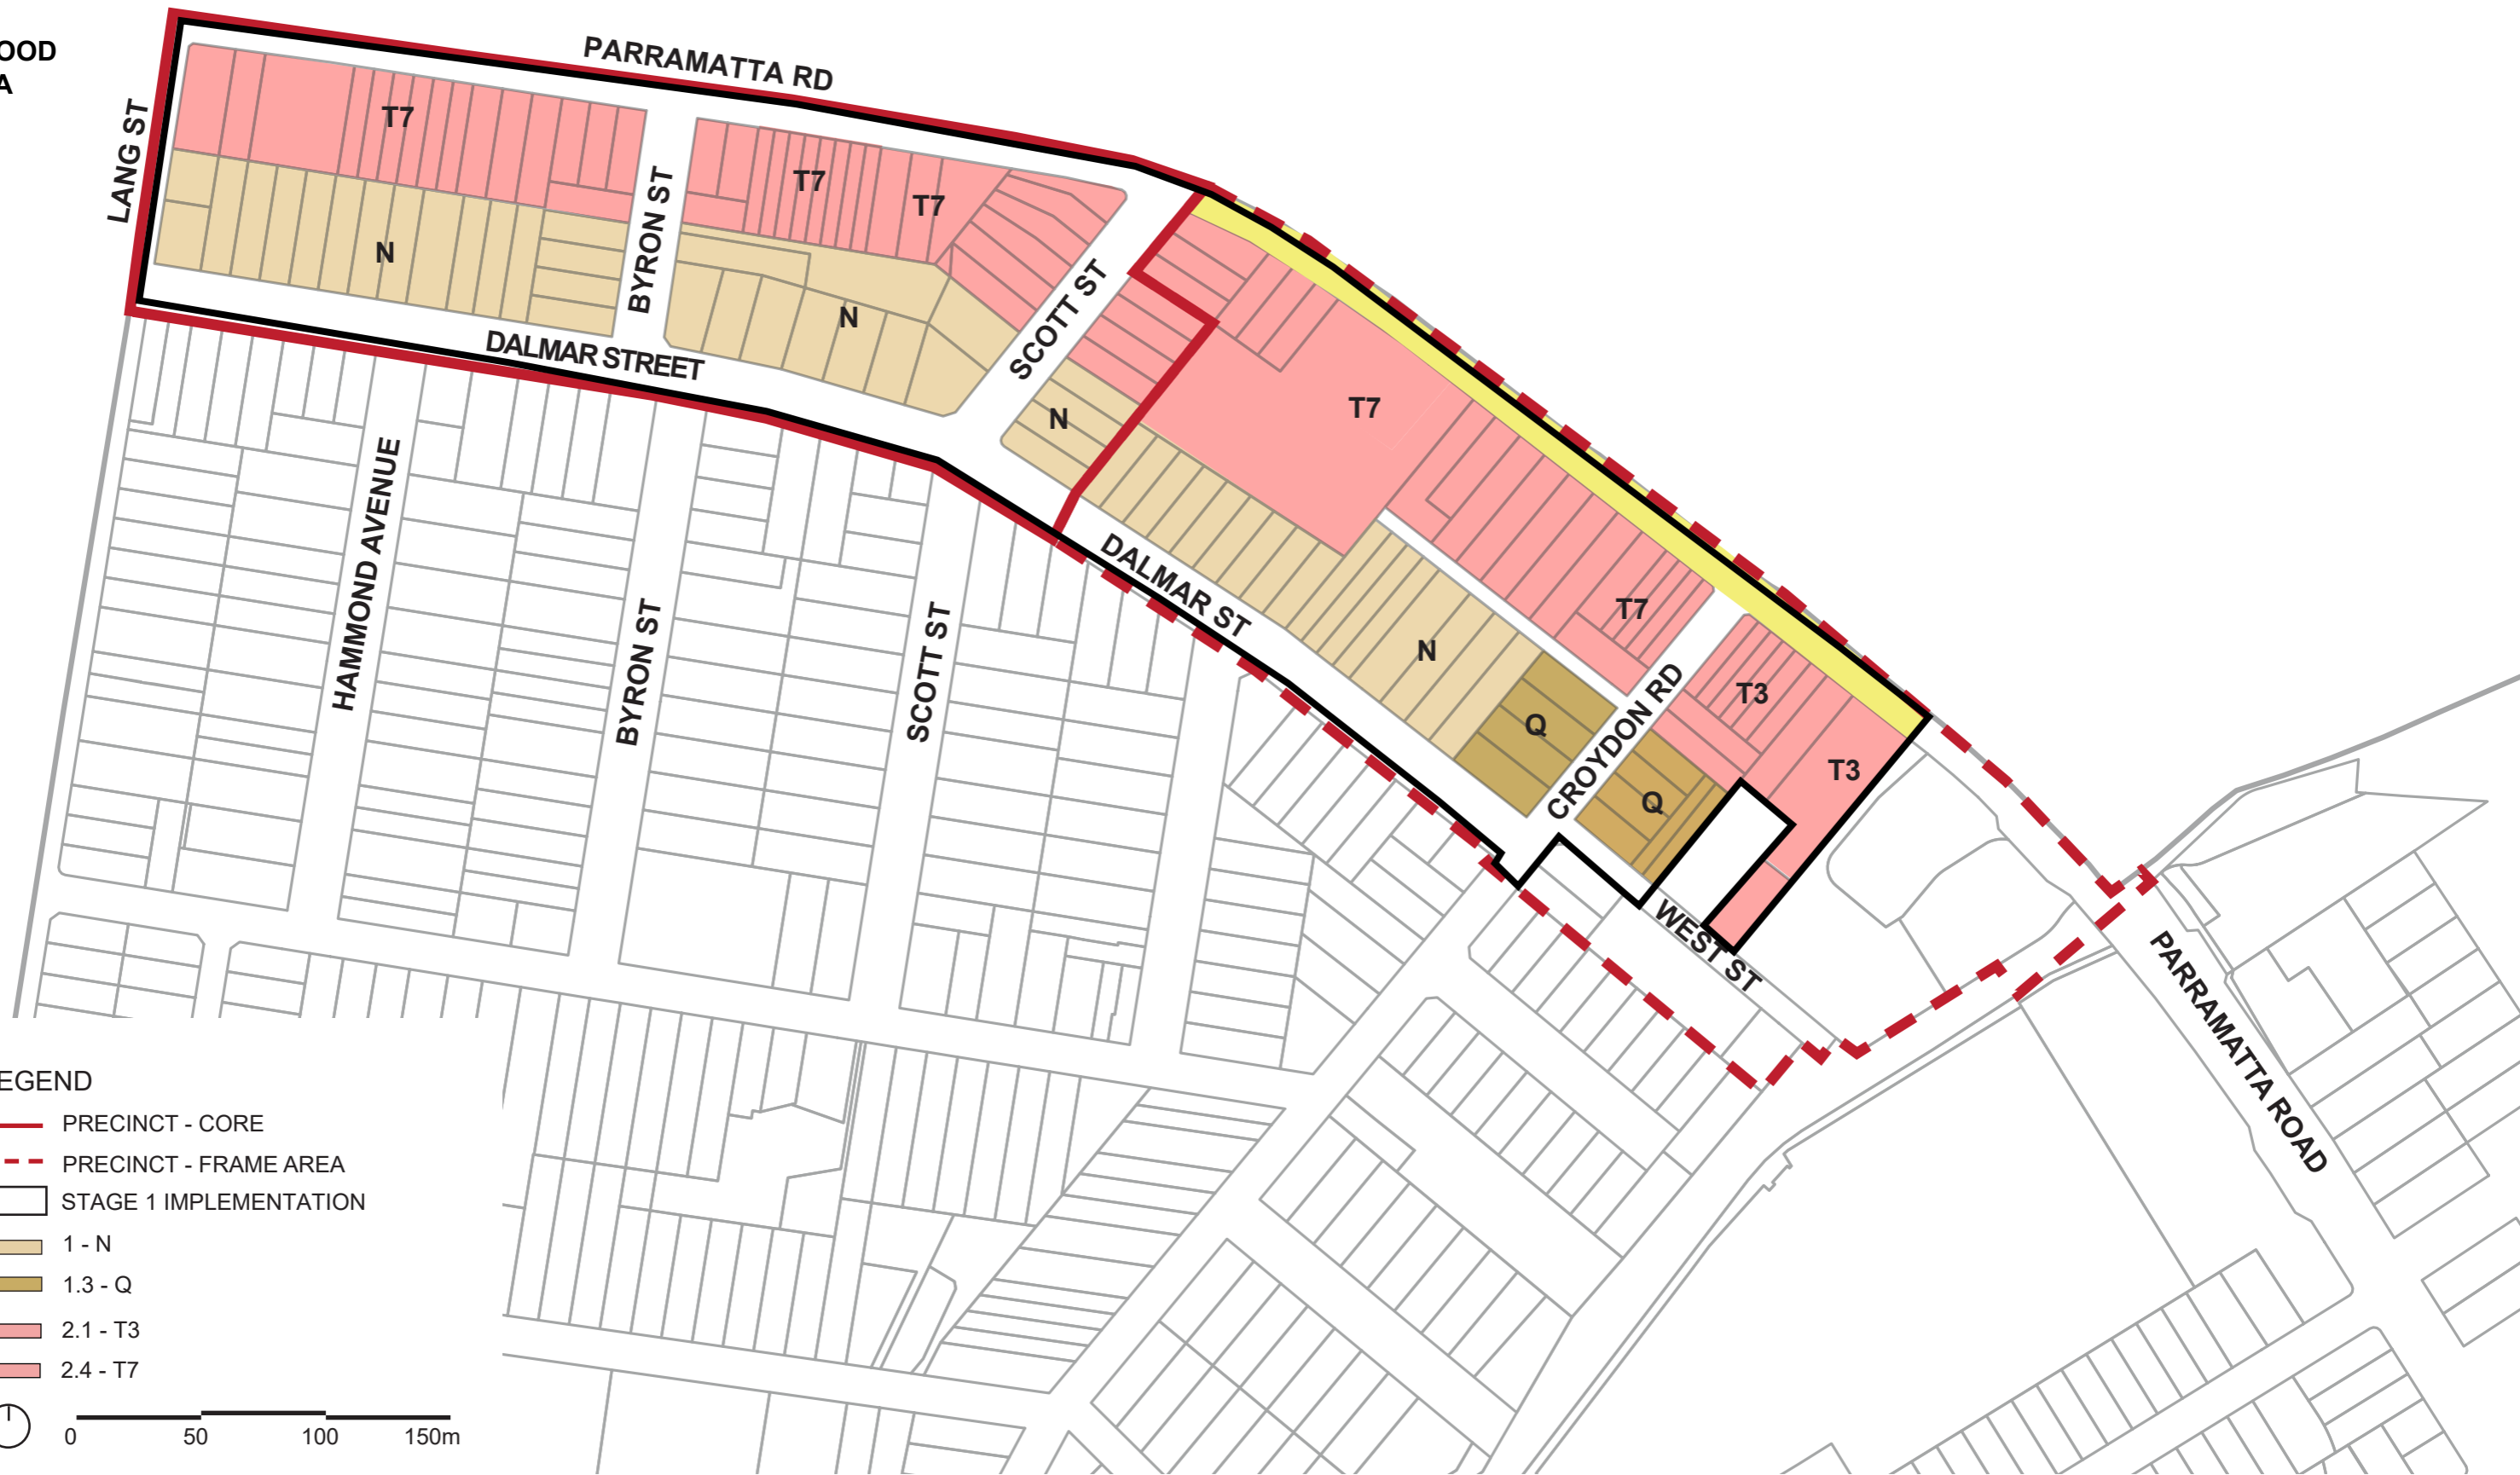 OOD
A
PARRAMATTA RD
LANG ST
T7
T7
T7
BYRON ST
N
N
SCOTT ST
DALMAR STREET
N
T7
HAMMOND AVENUE
DALMAR ST
BYRON ST
SCOTT ST
T7
N
CROYDON RD
T3
Q
T3
Q
WEST ST
PARRAMATTA ROAD
EGEND
PRECINCT - CORE
PRECINCT - FRAME AREA
STAGE 1 IMPLEMENTATION
1 - N
1.3 - Q
2.1 - T3
2.4 - T7
0 50 100 150m